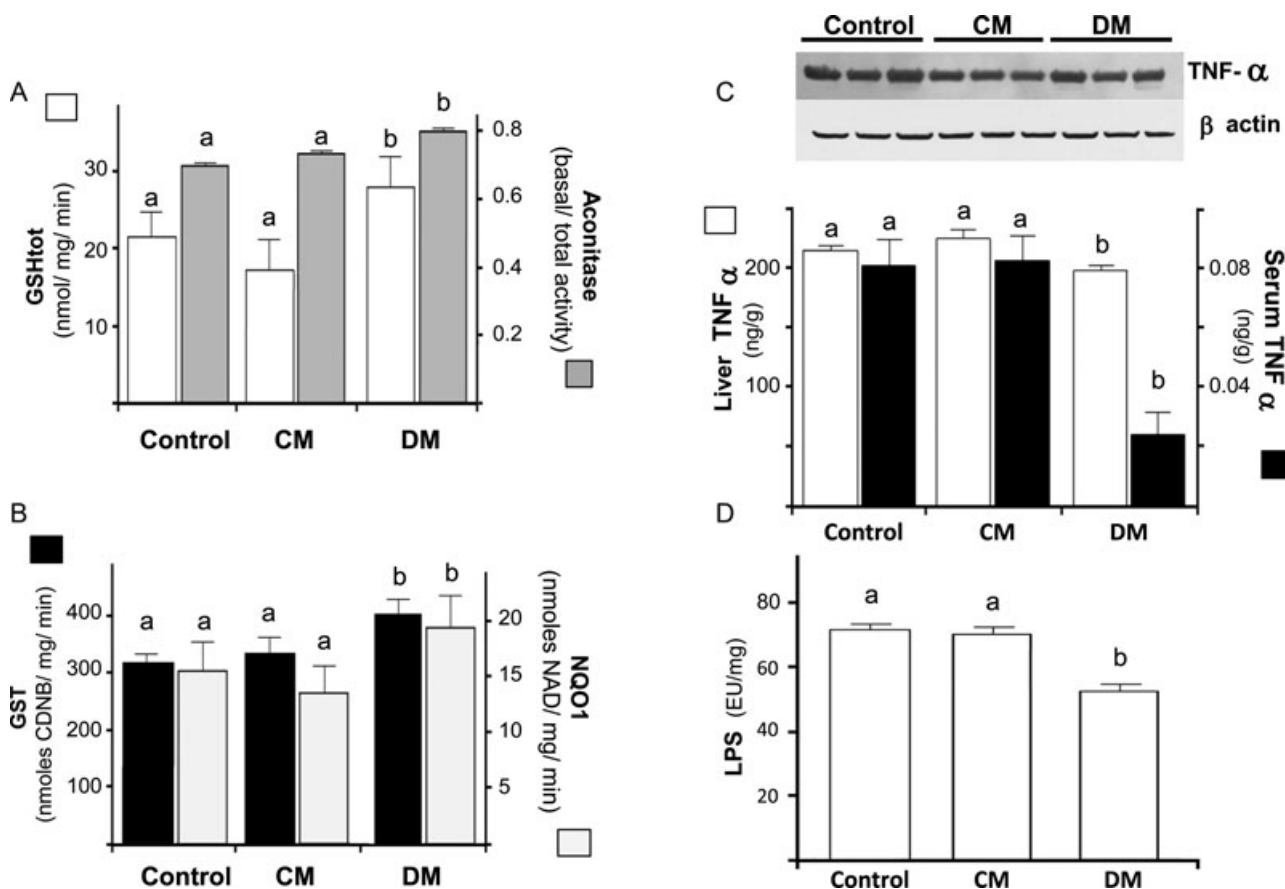 A
GSHtot
(nmol/ mg/ min)
30
20
10
a
a
a
a
b
b
0.8
0.6
0.4
0.2
Aconitase
(basal/ total activity)
Control
CM
DM
B
GST
(nmoles CDNB/ mg/ min)
400
300
200
100
a
a
a
a
b
b
20
15
10
5
NQO1
(nmoles NAD/ mg/ min)
Control
CM
DM
C
Control
CM
DM
TNF- α
β actin
Liver TNF α
(ng/g)
200
100
a
a
a
a
b
b
0.08
0.04
Serum TNF α
(ng/g)
Control
CM
DM
D
LPS (EU/mg)
80
60
40
20
a
a
b
Control
CM
DM